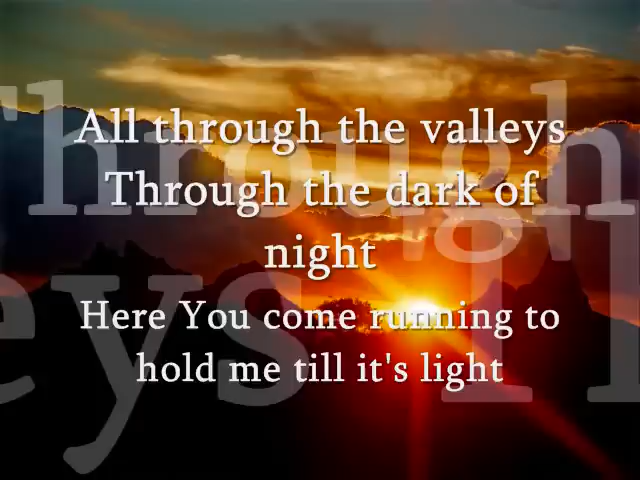 All through the valleys
Through the dark of
night
Here You come running to
hold me till it's light